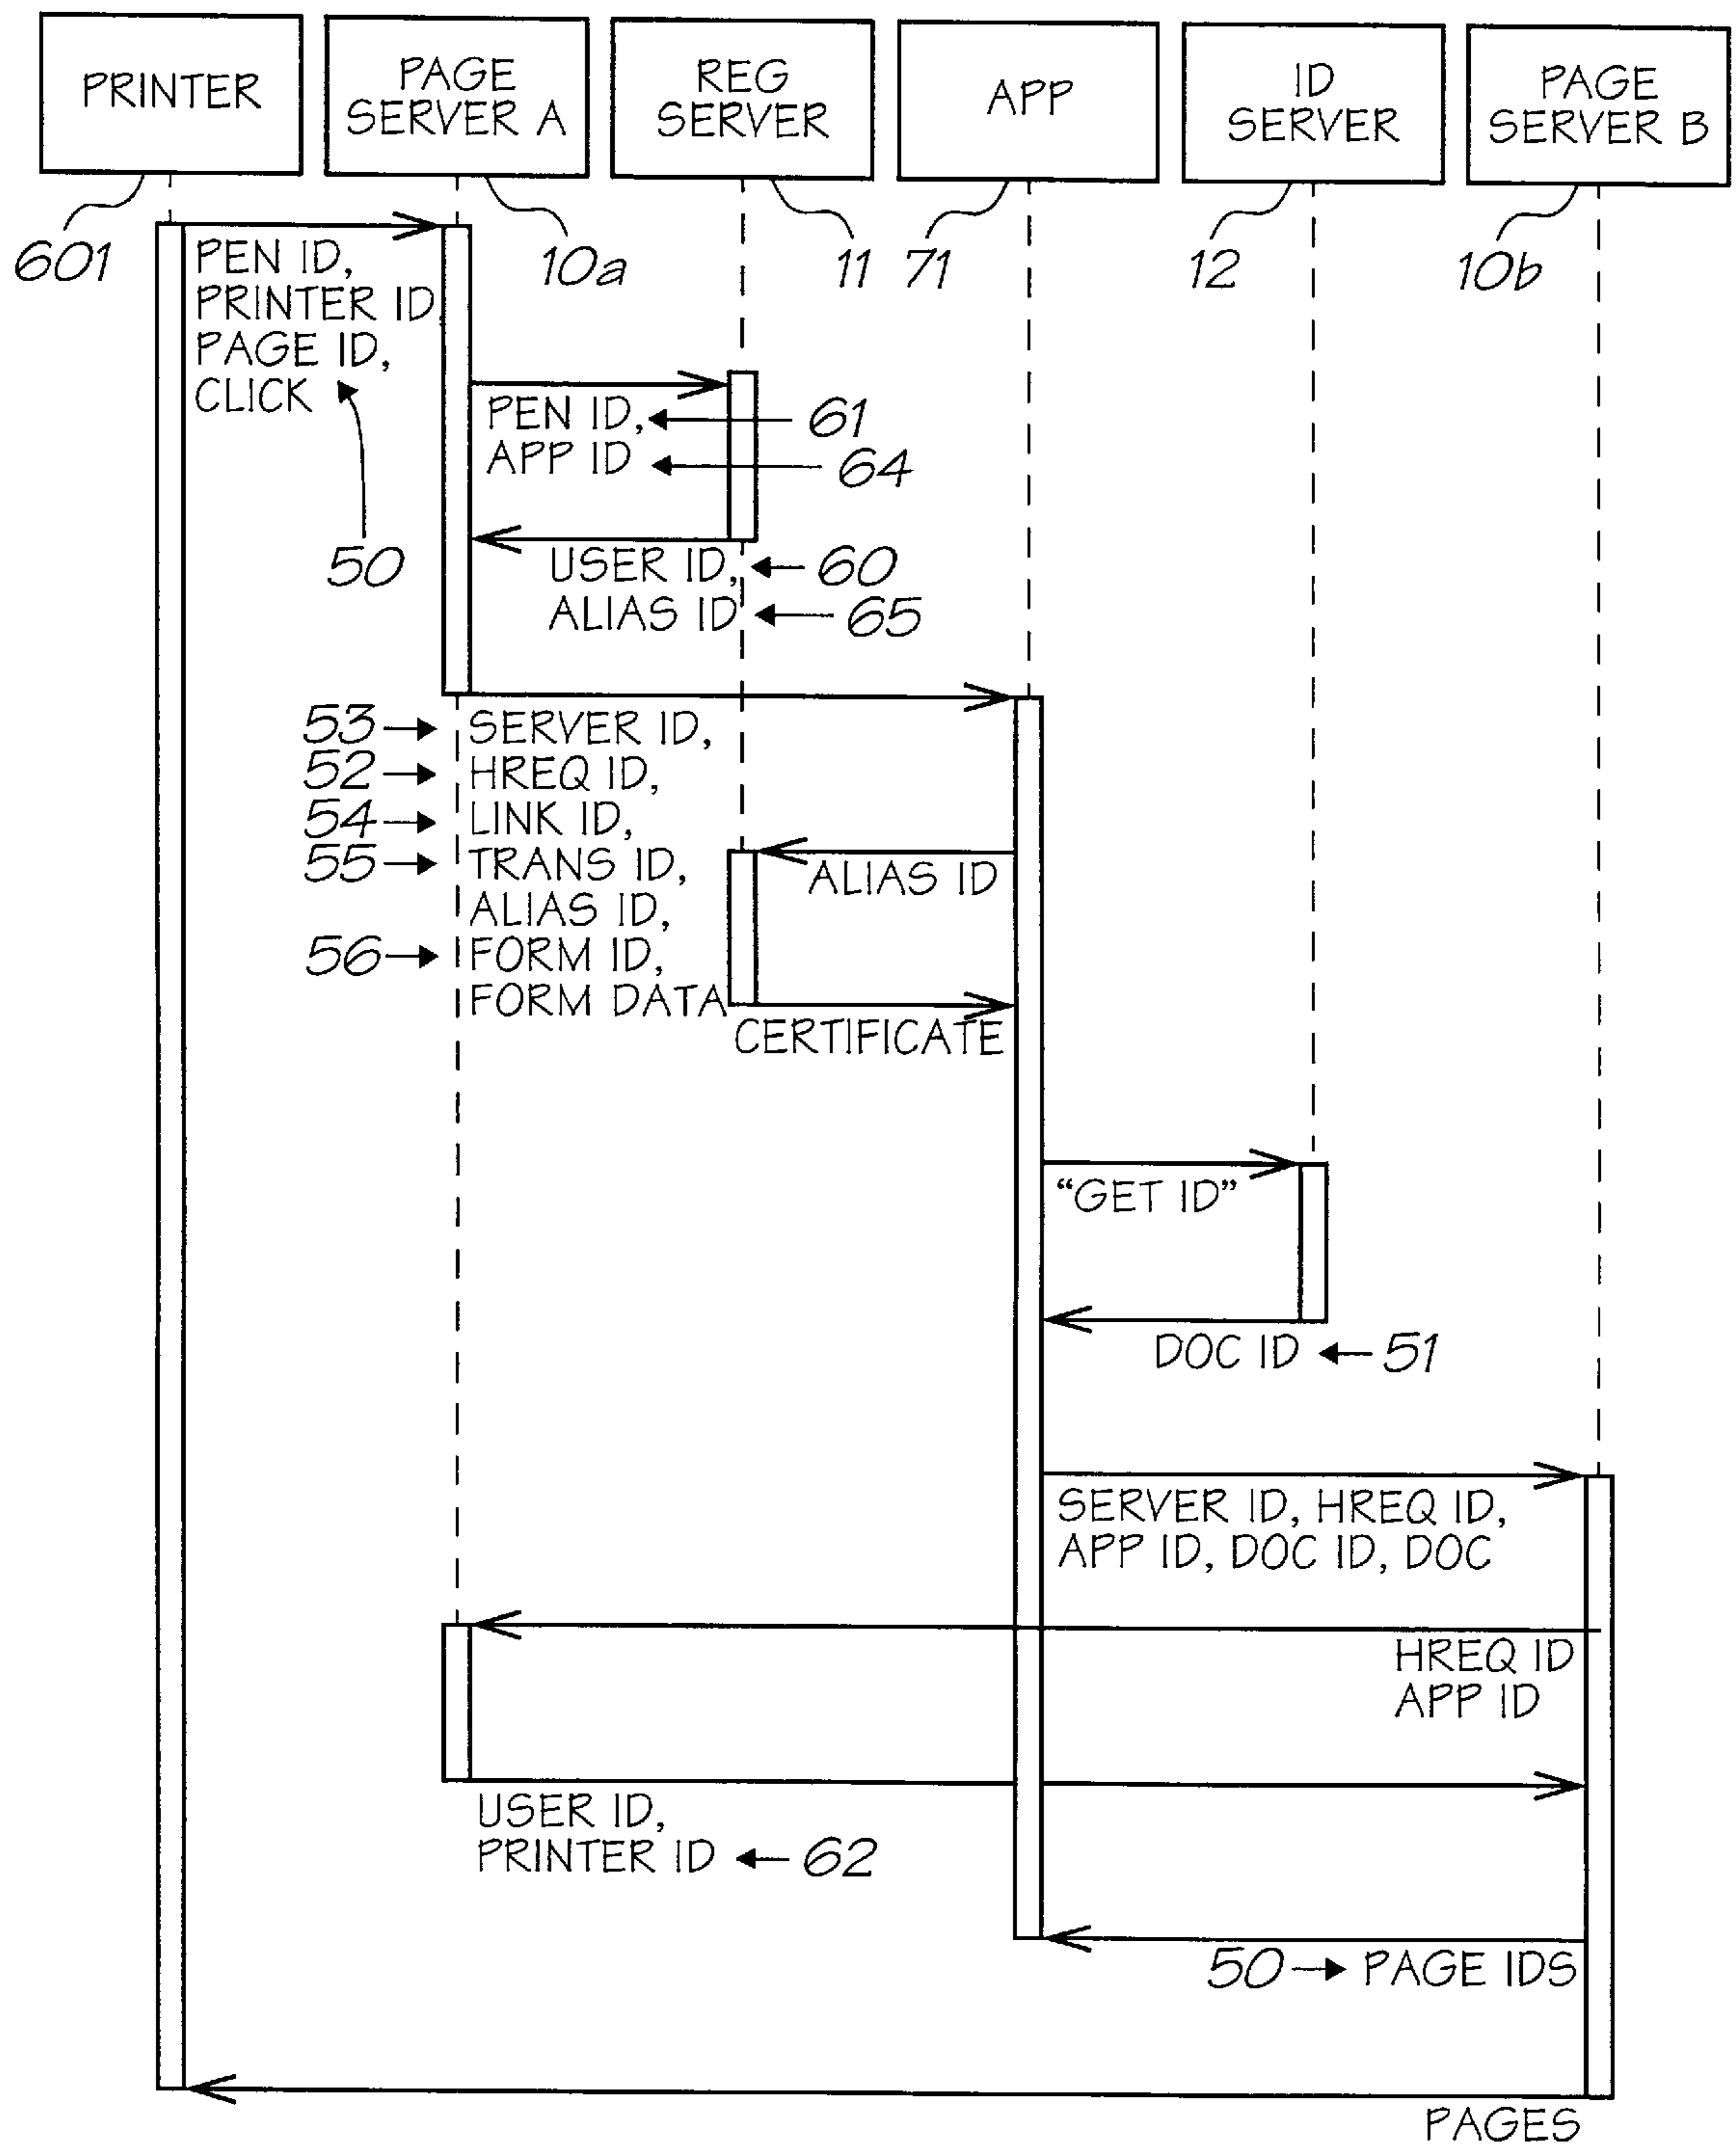 PRINTER
PAGE
SERVER A
REG
SERVER
APP
ID
SERVER
PAGE
SERVER B
601
10a
11
71
12
10b
PEN ID,
PRINTER ID
PAGE ID,
CLICK
50
PEN ID,
61
APP ID
64
USER ID,
60
ALIAS ID
65
53
SERVER ID,
52
HREQ ID,
54
LINK ID,
55
TRANS ID,
ALIAS ID,
56
FORM ID,
FORM DATA
ALIAS ID
CERTIFICATE
“GET ID”
DOC ID
51
SERVER ID, HREQ ID,
APP ID, DOC ID, DOC
HREQ ID
APP ID
USER ID,
PRINTER ID
62
50
PAGE IDS
PAGES